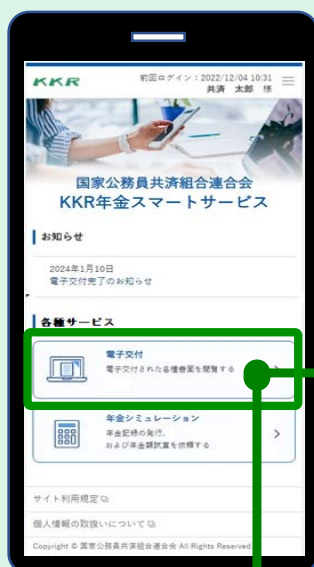 KKR
前回ログイン：2022/12/04 10:31
共済 太郎 様
国家公務員共済組合連合会
KKR年金スマートサービス
お知らせ
2024年1月10日
電子交付完了のお知らせ
各種サービス
電子交付
電子交付された各種書面を閲覧する
年金シミュレーション
年金記録の発行、
および年金額試算を依頼する
サイト利用規定
個人情報の取扱いについて
Copyright © 国家公務員共済組合連合会 All Rights Reserved